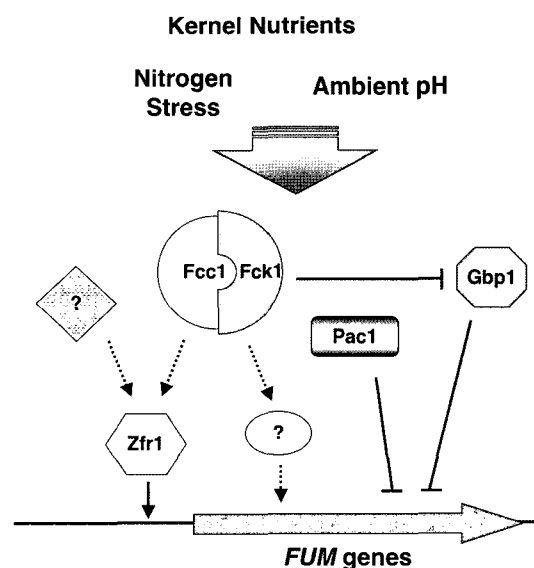 Kernel Nutrients
Nitrogen
Stress
Ambient pH
Fcc1
Fck1
Gbp1
?
Pac1
Zfr1
?
FUM genes